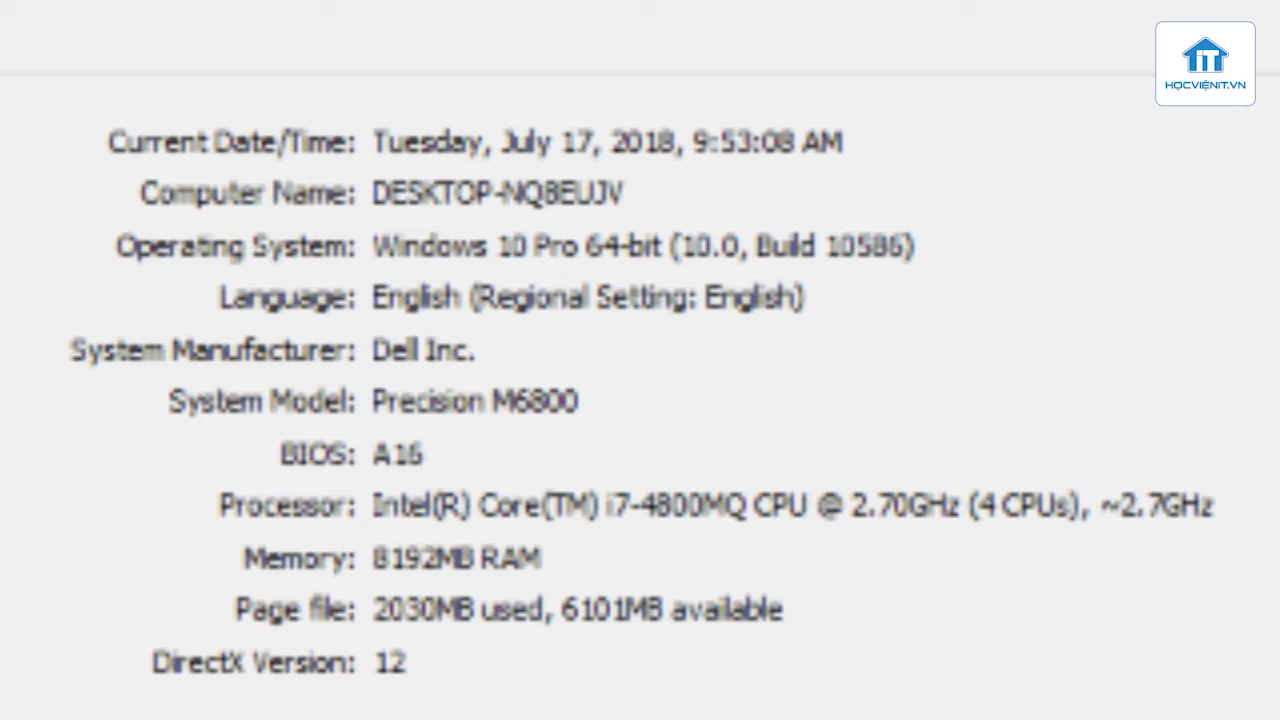 iT
HỌCVIỆNIT.VN
Current Date/Time: Tuesday, July 17, 2018, 9:53:08 AM
Computer Name: DESKTOP-NQ8EUJV
Operating System: Windows 10 Pro 64-bit (10.0, Build 10586)
Language: English (Regional Setting: English)
System Manufacturer: Dell Inc.
System Model: Precision M6800
BIOS: A16
Processor: Intel(R) Core(TM) i7-4800MQ CPU @ 2.70GHz (4 CPUs), ~2.7GHz
Memory: 8192MB RAM
Page file: 2030MB used, 6101MB available
DirectX Version: 12